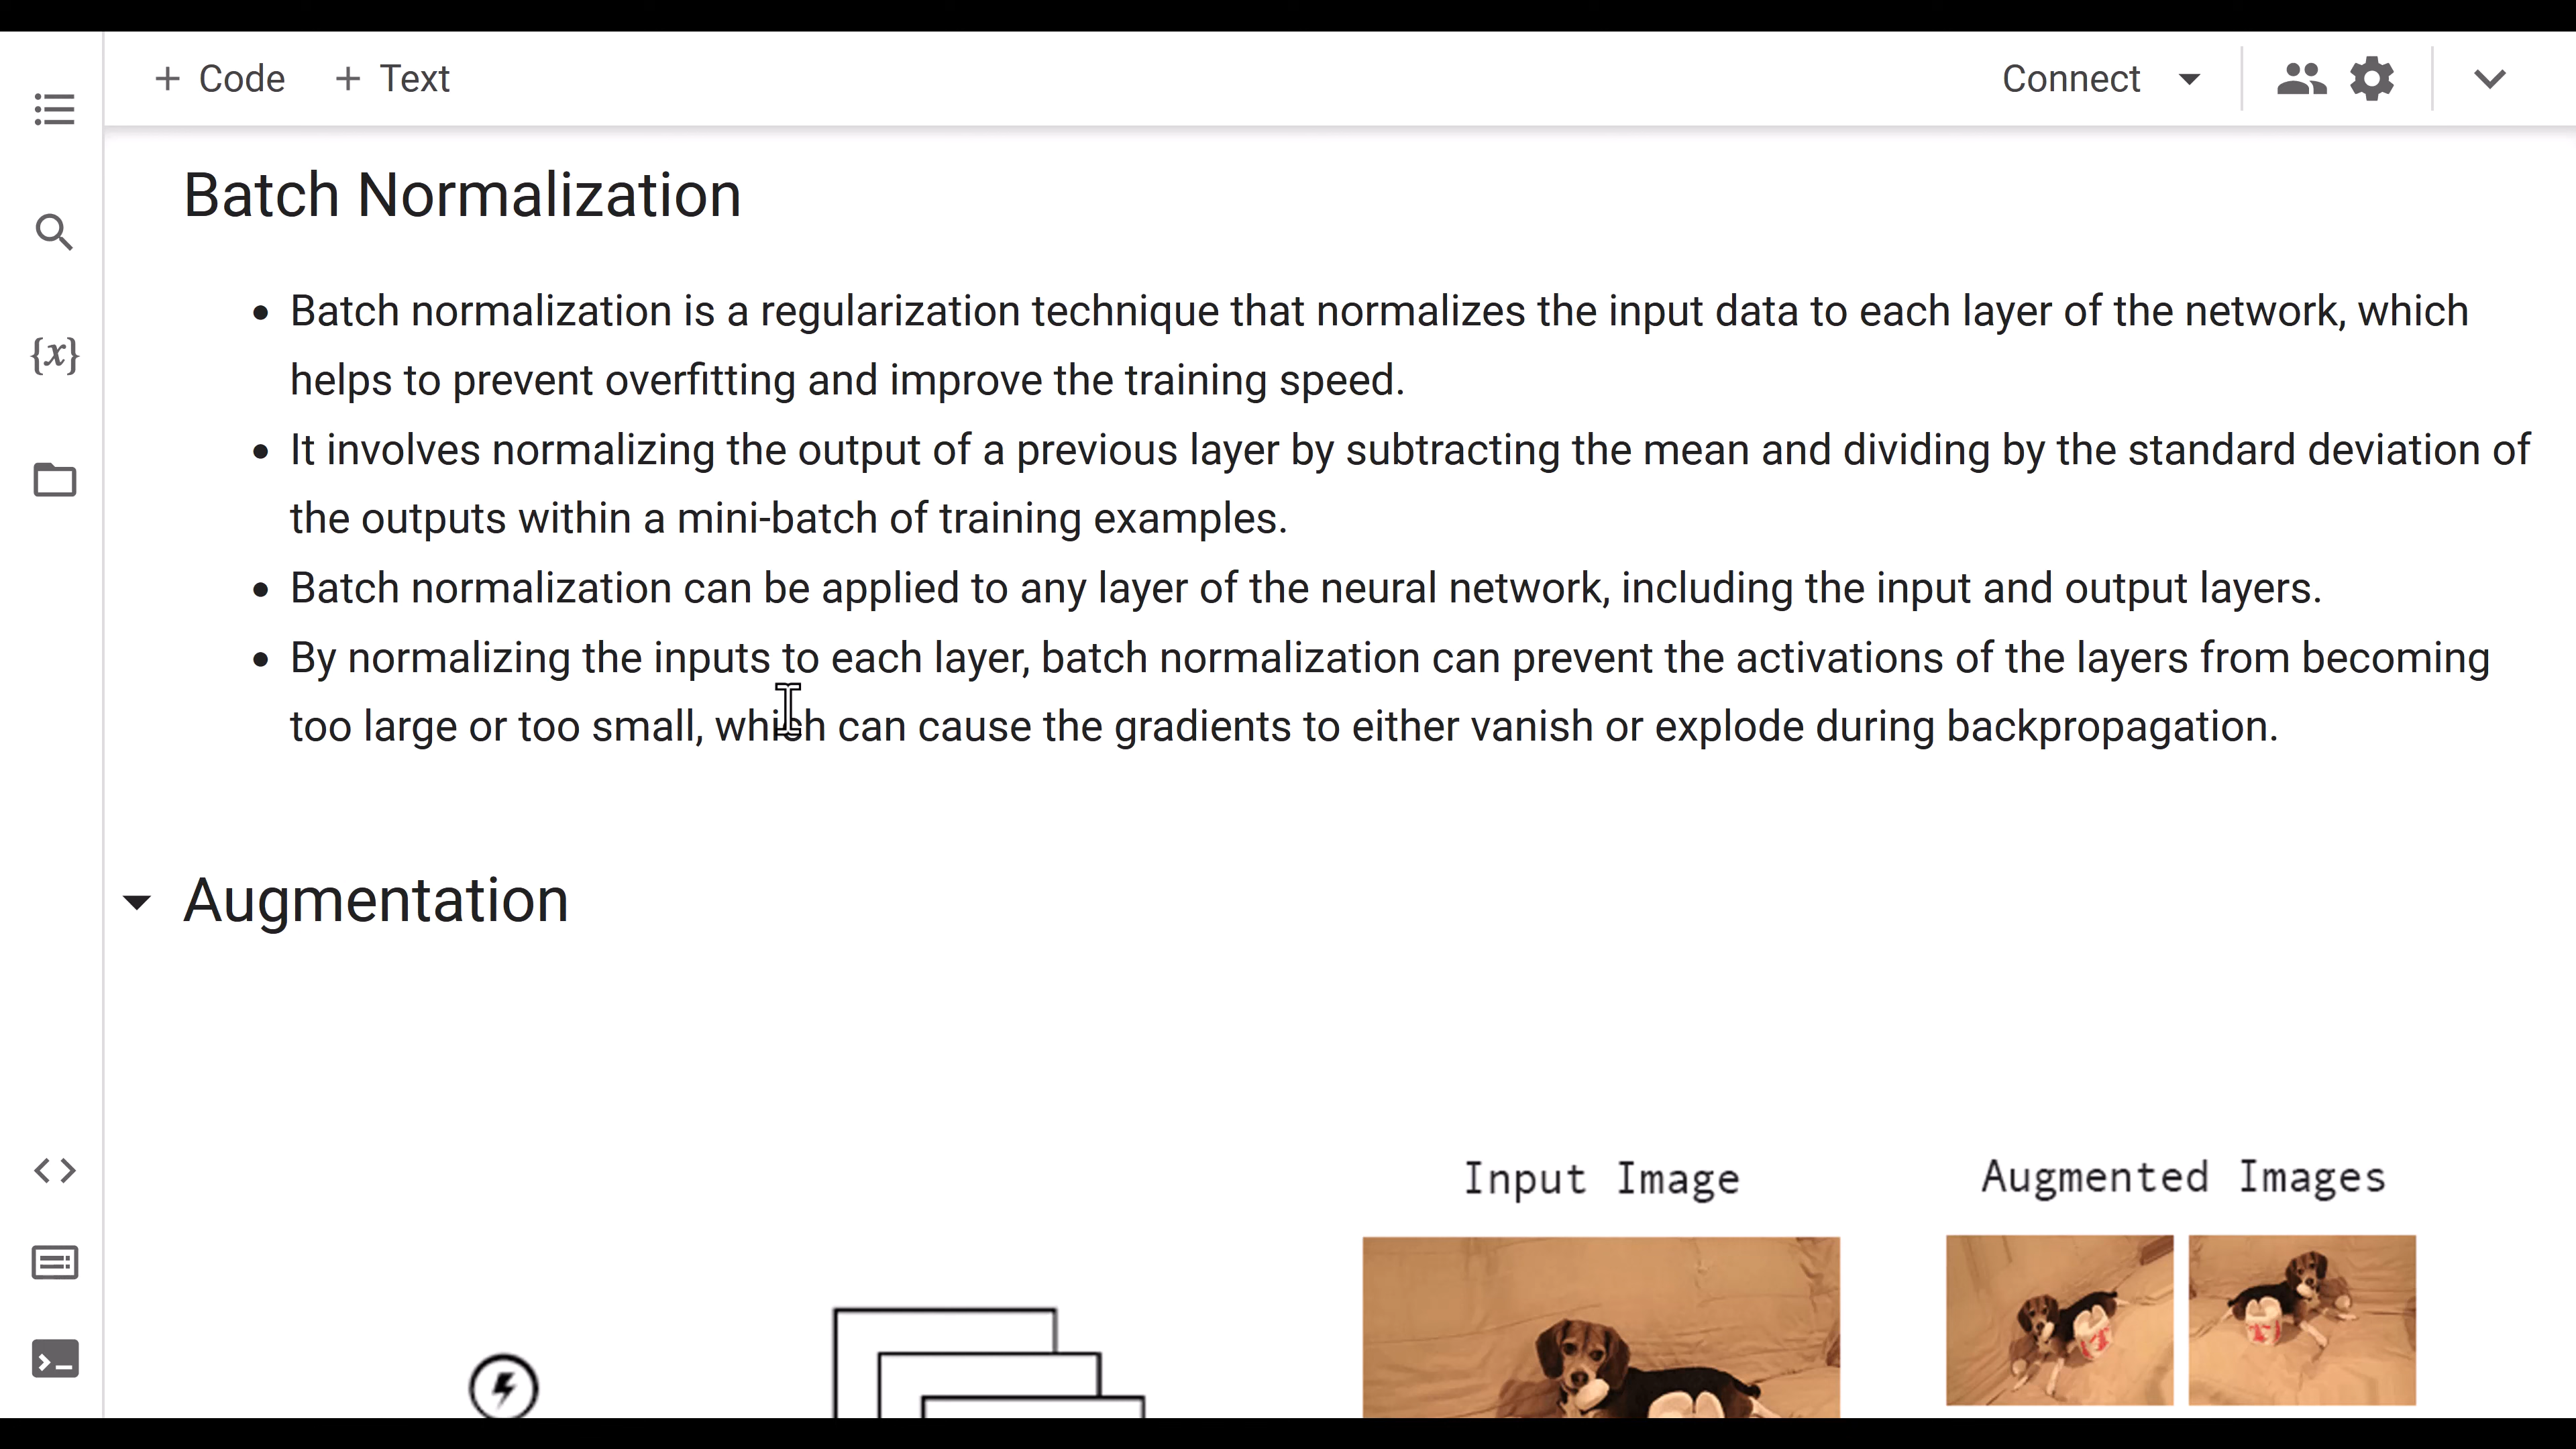 + Code + Text Connect
Batch Normalization
{x}
• Batch normalization is a regularization technique that normalizes the input data to each layer of the network, which
helps to prevent overfitting and improve the training speed.
• It involves normalizing the output of a previous layer by subtracting the mean and dividing by the standard deviation of
the outputs within a mini-batch of training examples.
• Batch normalization can be applied to any layer of the neural network, including the input and output layers.
• By normalizing the inputs to each layer, batch normalization can prevent the activations of the layers from becoming
too large or too small, which can cause the gradients to either vanish or explode during backpropagation.
Augmentation
Input Image Augmented Images